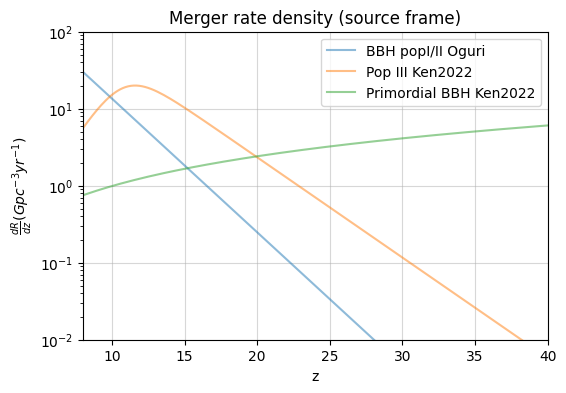 Merger rate density (source frame)
BBH popI/II Oguri
Pop III Ken2022
Primordial BBH Ken2022
dR/dz (Gpc⁻³yr⁻¹)
10²
10¹
10⁰
10⁻¹
10⁻²
10 15 20 25 30 35 40
z